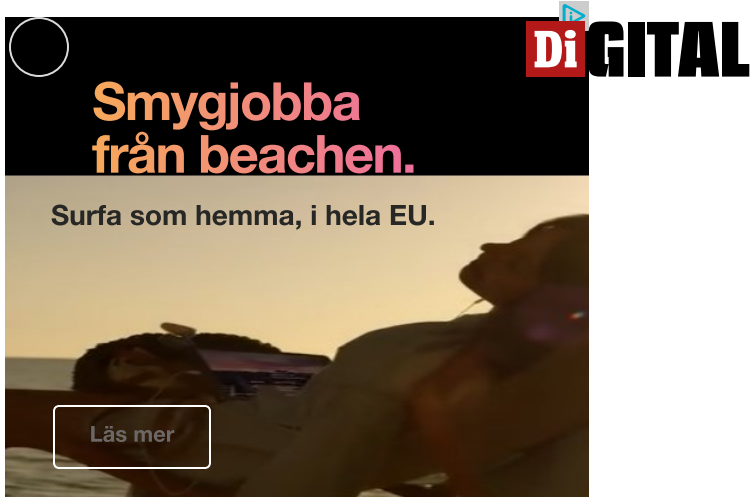 DiGITAL
Smygjobba
från beachen.
Surfa som hemma, i hela EU.
Läs mer